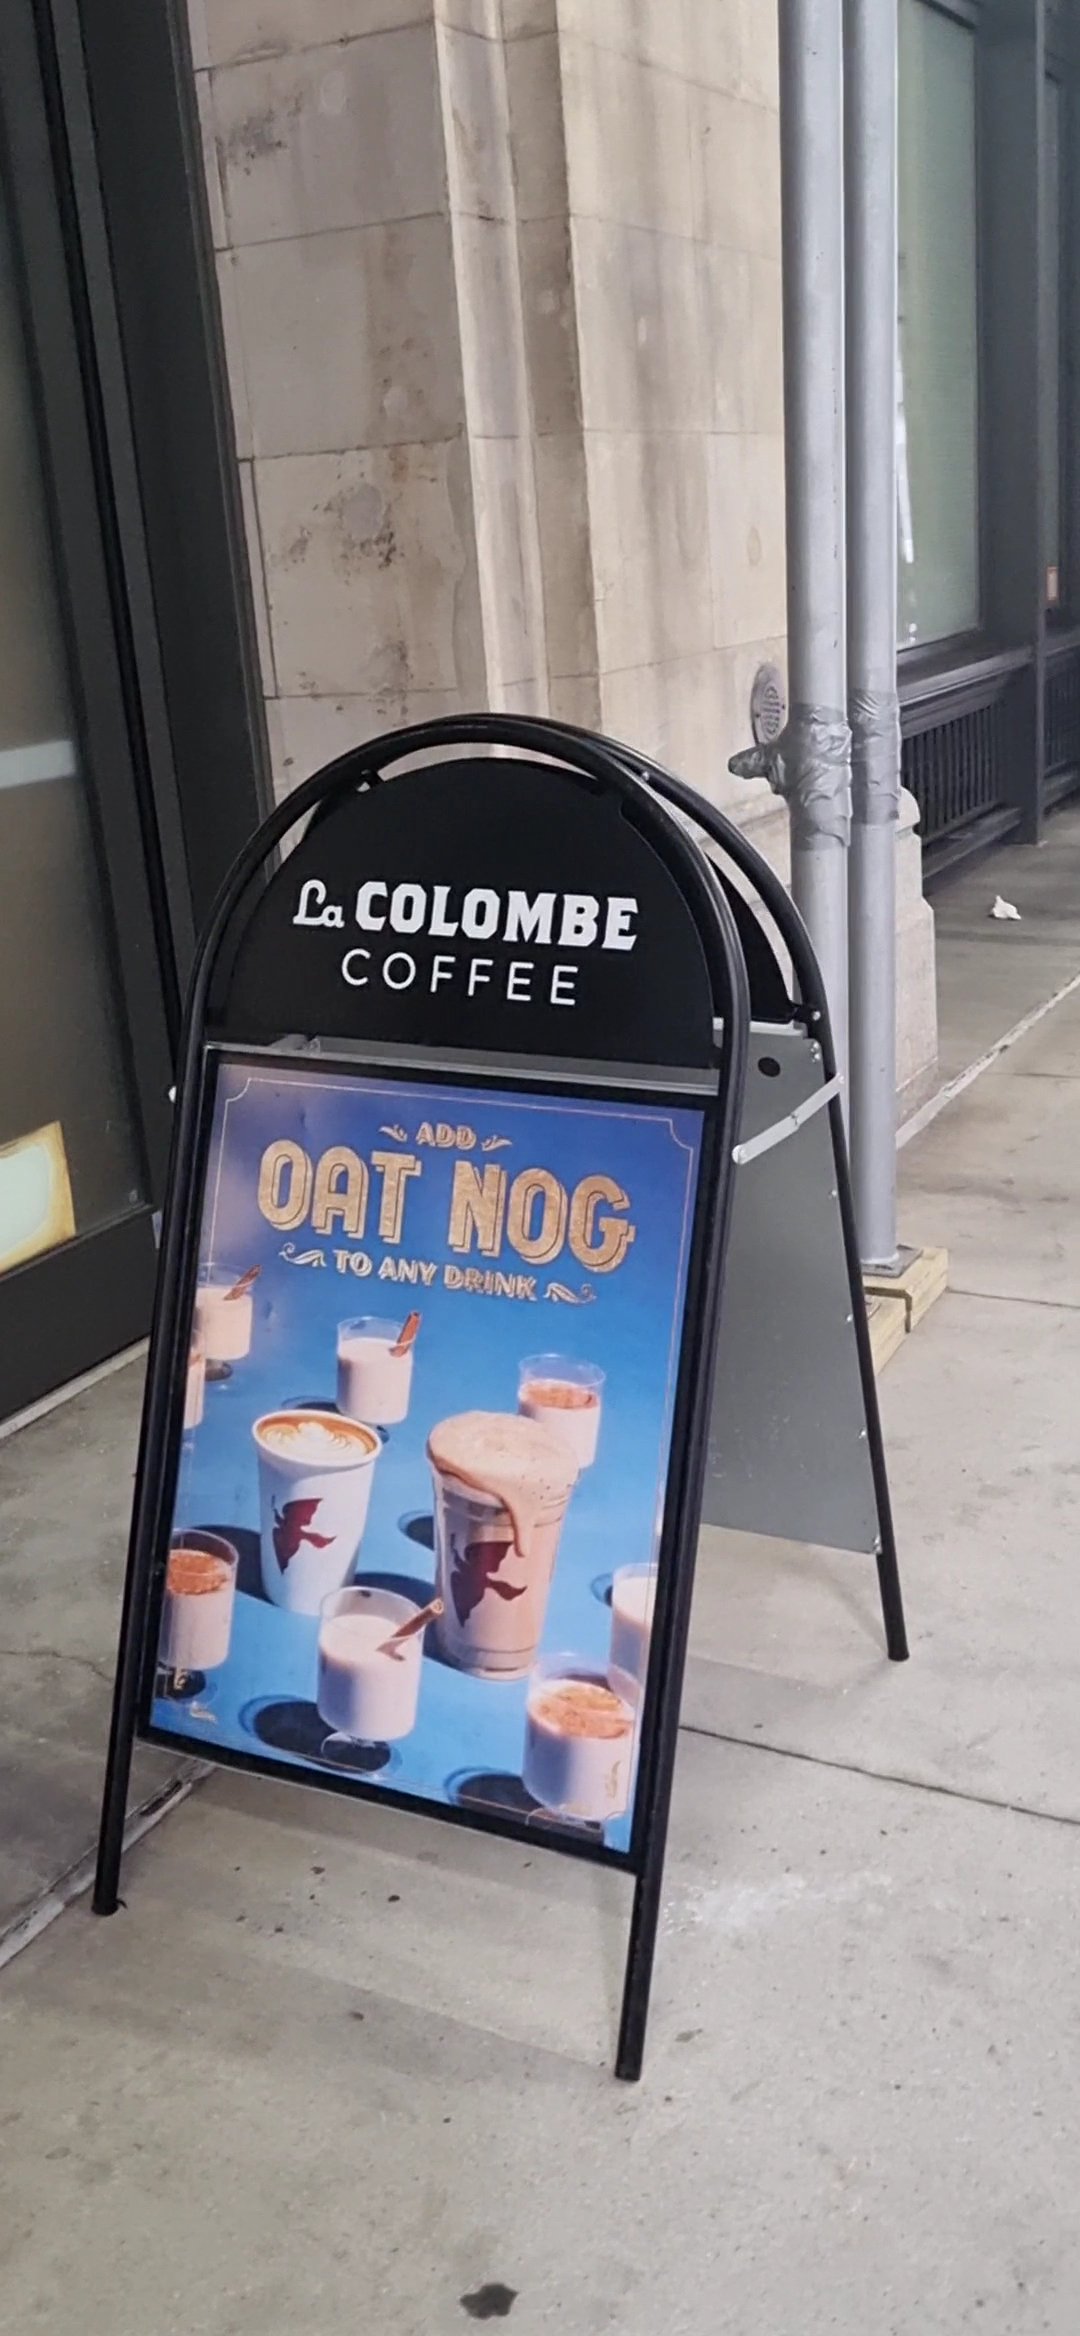 La COLOMBE
COFFEE
ADD
OAT NOG
TO ANY DRINK